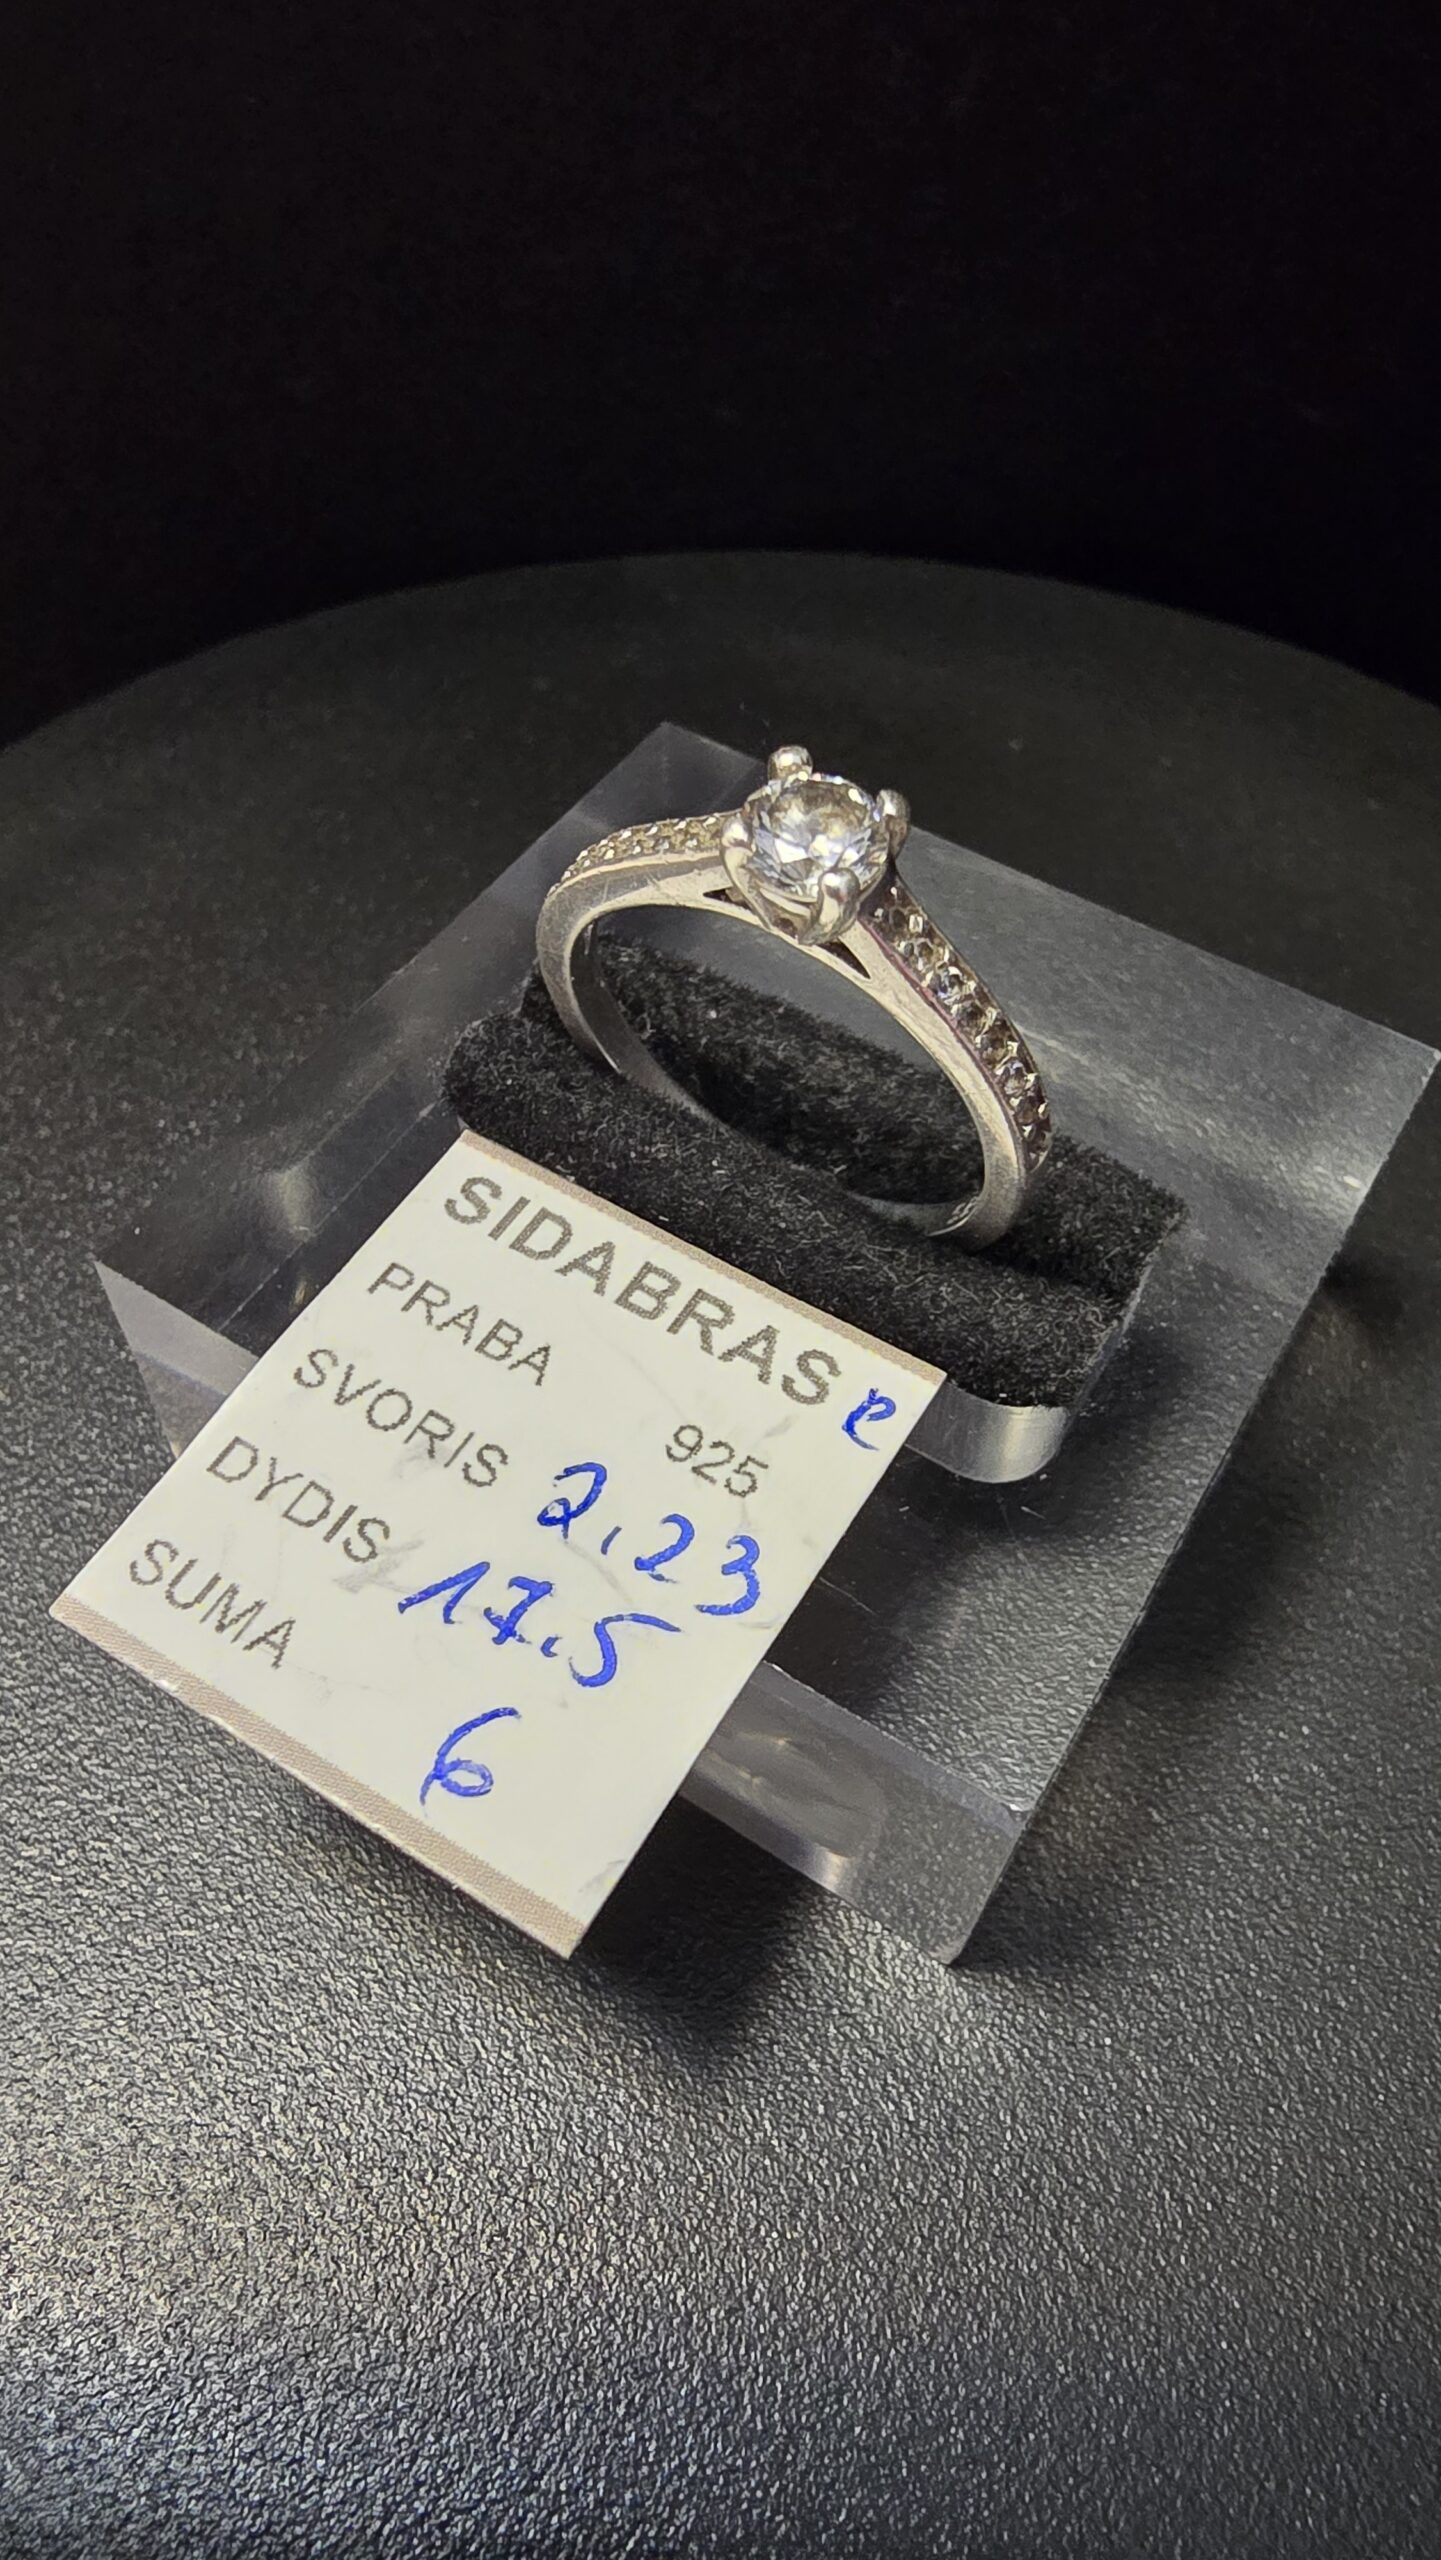 SIDABRAS e
PRABA 925
SVORIS 2,23
DYDIS 17.5
SUMA 6